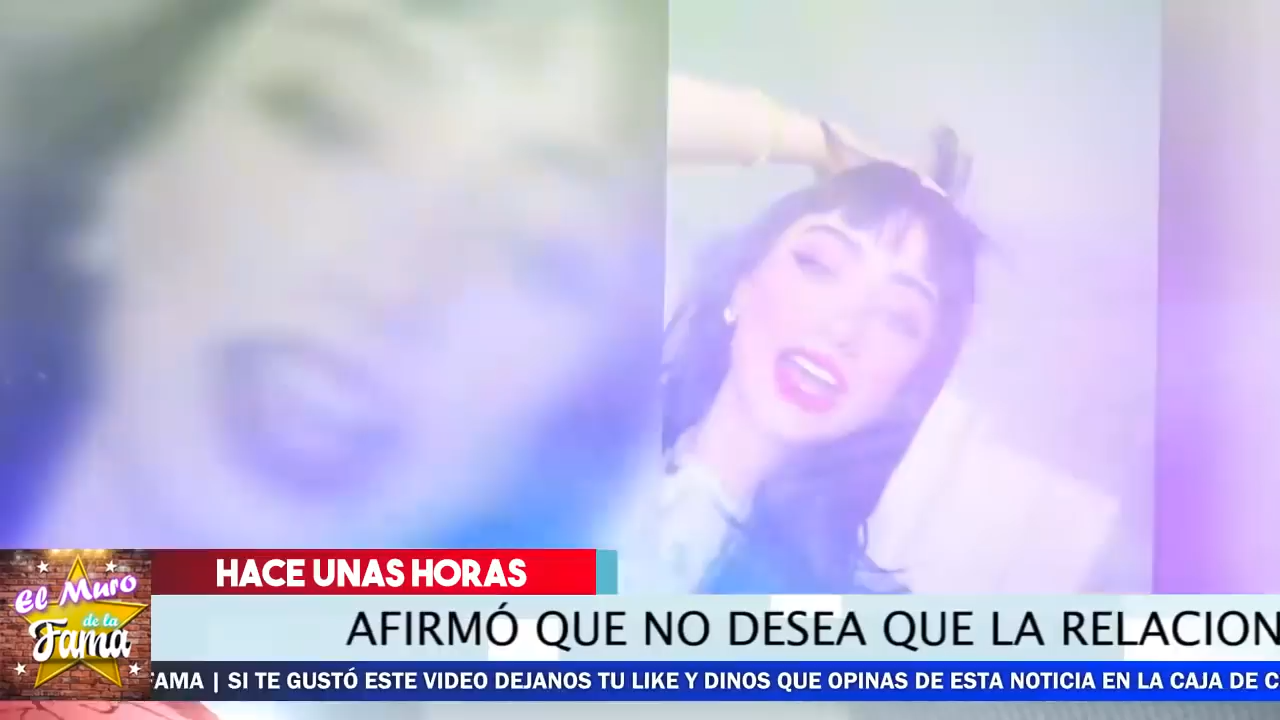 HACE UNAS HORAS
El Muro
de la
Fama
AFIRMÓ QUE NO DESEA QUE LA RELACION
FAMA | SI TE GUSTÓ ESTE VIDEO DEJANOS TU LIKE Y DINOS QUE OPINAS DE ESTA NOTICIA EN LA CAJA DE C